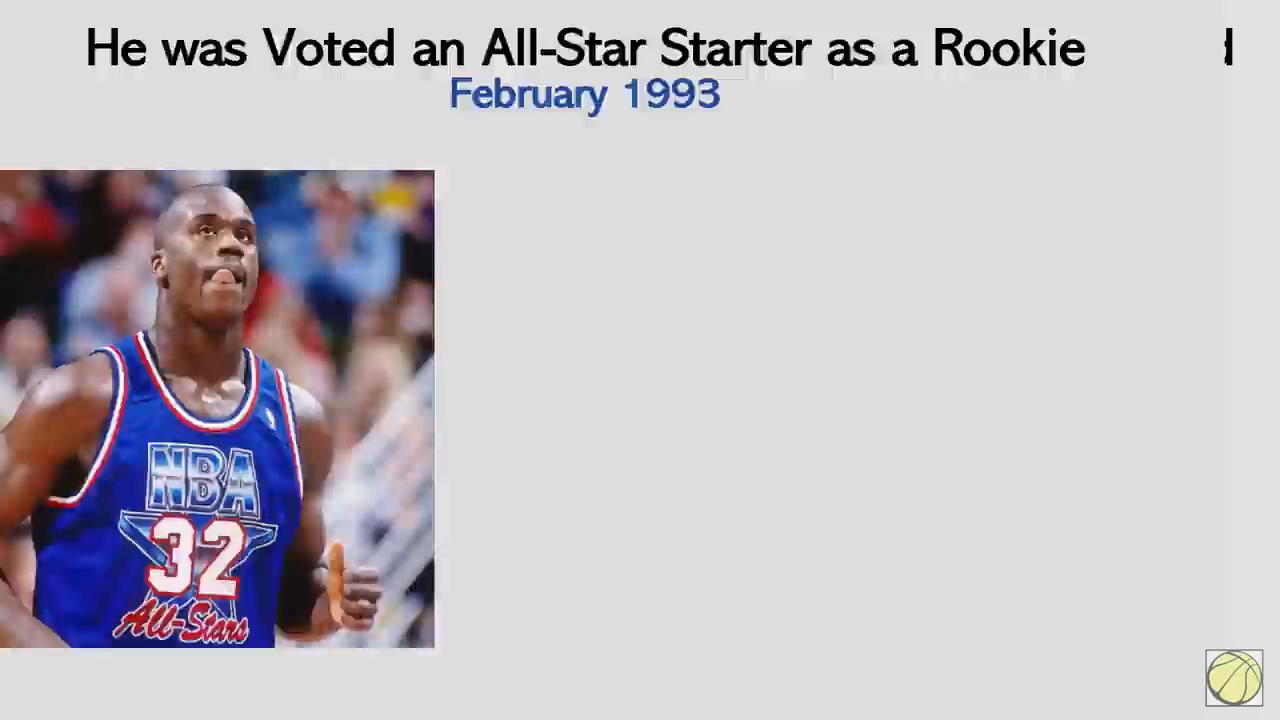 He was Voted an All-Star Starter as a Rookie
February 1993
NBA
32
All-Stars